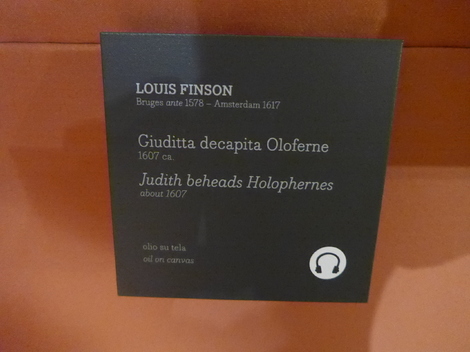 LOUIS FINSON
Bruges ante 1578 – Amsterdam 1617
Giuditta decapita Oloferne
1607 ca.
Judith beheads Holophernes
about 1607
olio su tela
oil on canvas